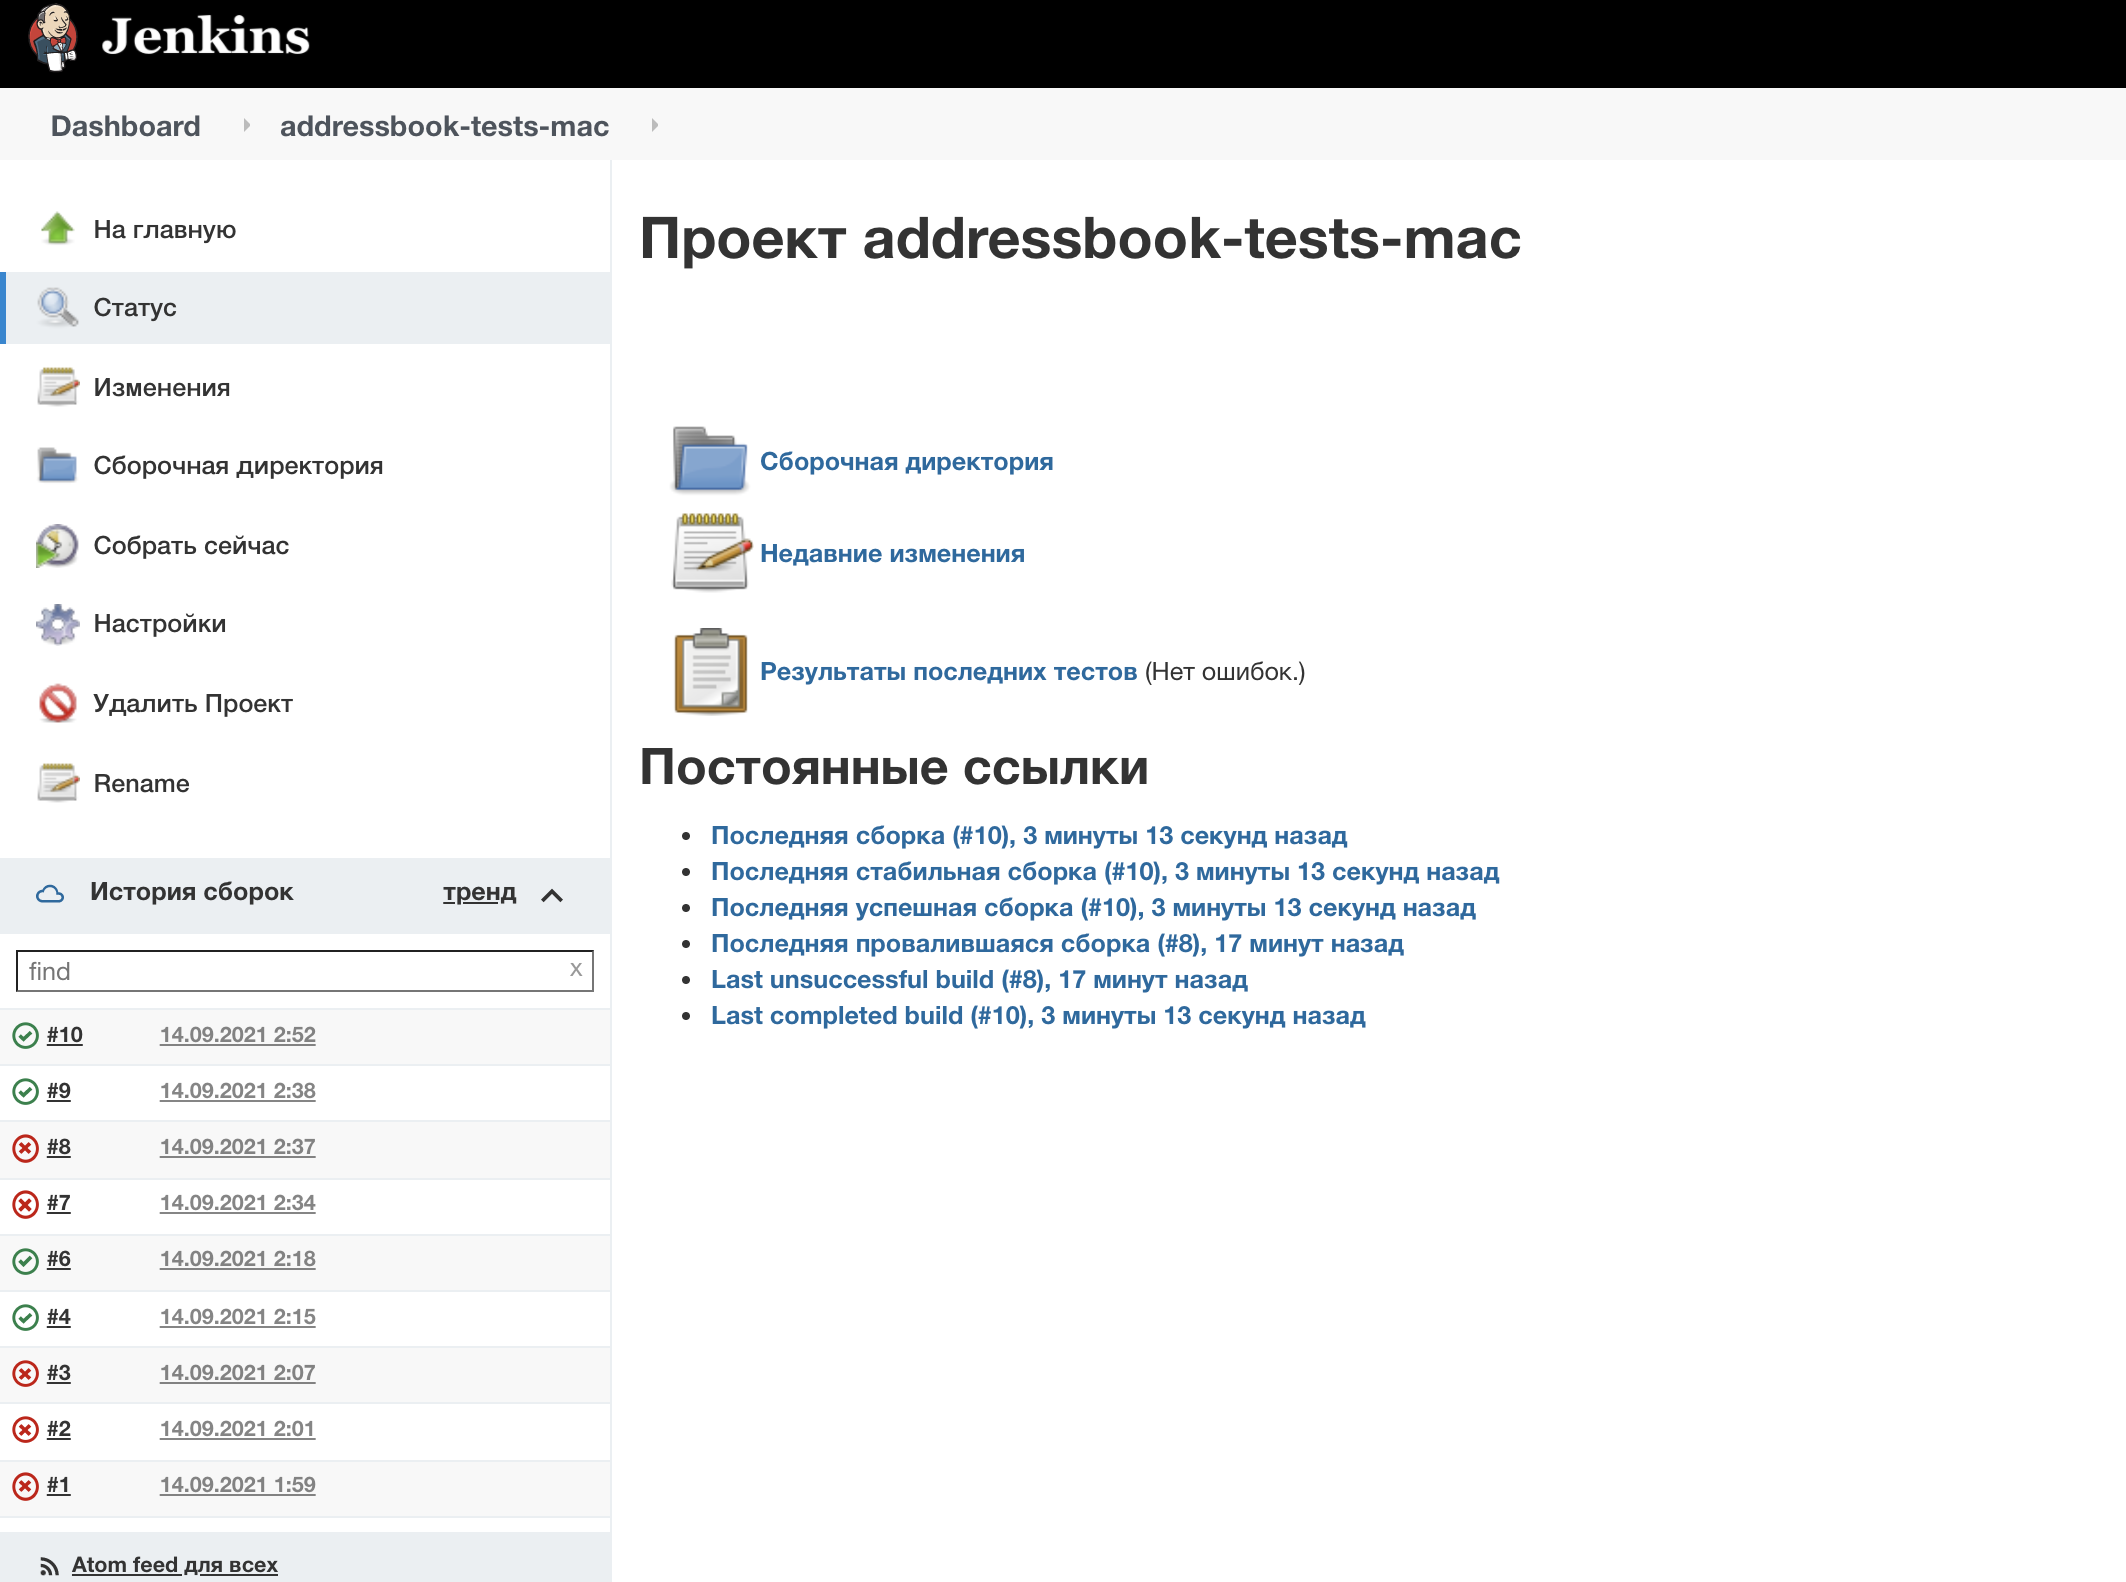 Jenkins
Dashboard
addressbook-tests-mac
На главную
Статус
Изменения
Сборочная директория
Собрать сейчас
Настройки
Удалить Проект
Rename
История сборок тренд
find x
#10 14.09.2021 2:52
#9 14.09.2021 2:38
#8 14.09.2021 2:37
#7 14.09.2021 2:34
#6 14.09.2021 2:18
#4 14.09.2021 2:15
#3 14.09.2021 2:07
#2 14.09.2021 2:01
#1 14.09.2021 1:59
Atom feed для всех
Проект addressbook-tests-mac
Сборочная директория
Недавние изменения
Результаты последних тестов (Нет ошибок.)
Постоянные ссылки
Последняя сборка (#10), 3 минуты 13 секунд назад
Последняя стабильная сборка (#10), 3 минуты 13 секунд назад
Последняя успешная сборка (#10), 3 минуты 13 секунд назад
Последняя провалившаяся сборка (#8), 17 минут назад
Last unsuccessful build (#8), 17 минут назад
Last completed build (#10), 3 минуты 13 секунд назад